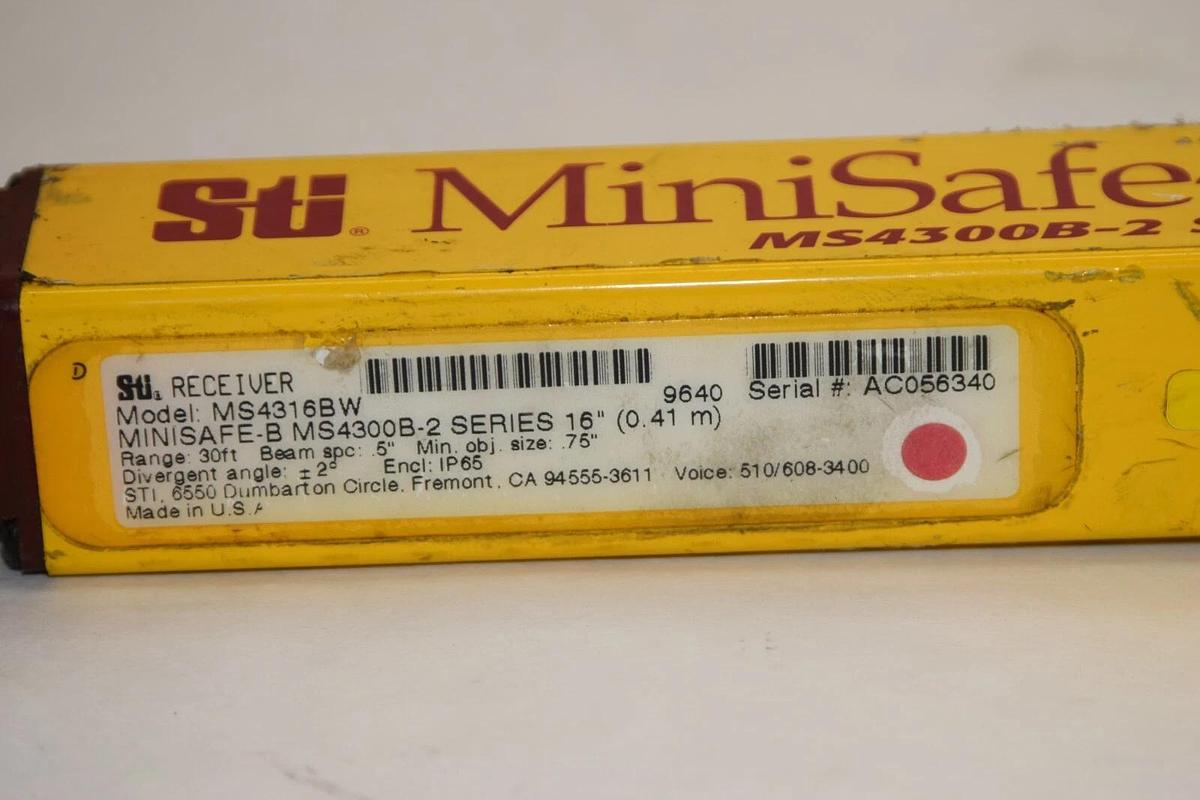 Sti® MiniSafe
MS4300B-2
D
Sti® RECEIVER
Model: MS4316BW
9640
Serial #: AC056340
MINISAFE-B MS4300B-2 SERIES 16" (0.41 m)
Range: 30ft Beam spc: .5" Min. obj. size: .75"
Divergent angle: ±2° Encl: IP65
STI, 6550 Dumbarton Circle, Fremont, CA 94555-3611 Voice: 510/608-3400
Made in U.S.A